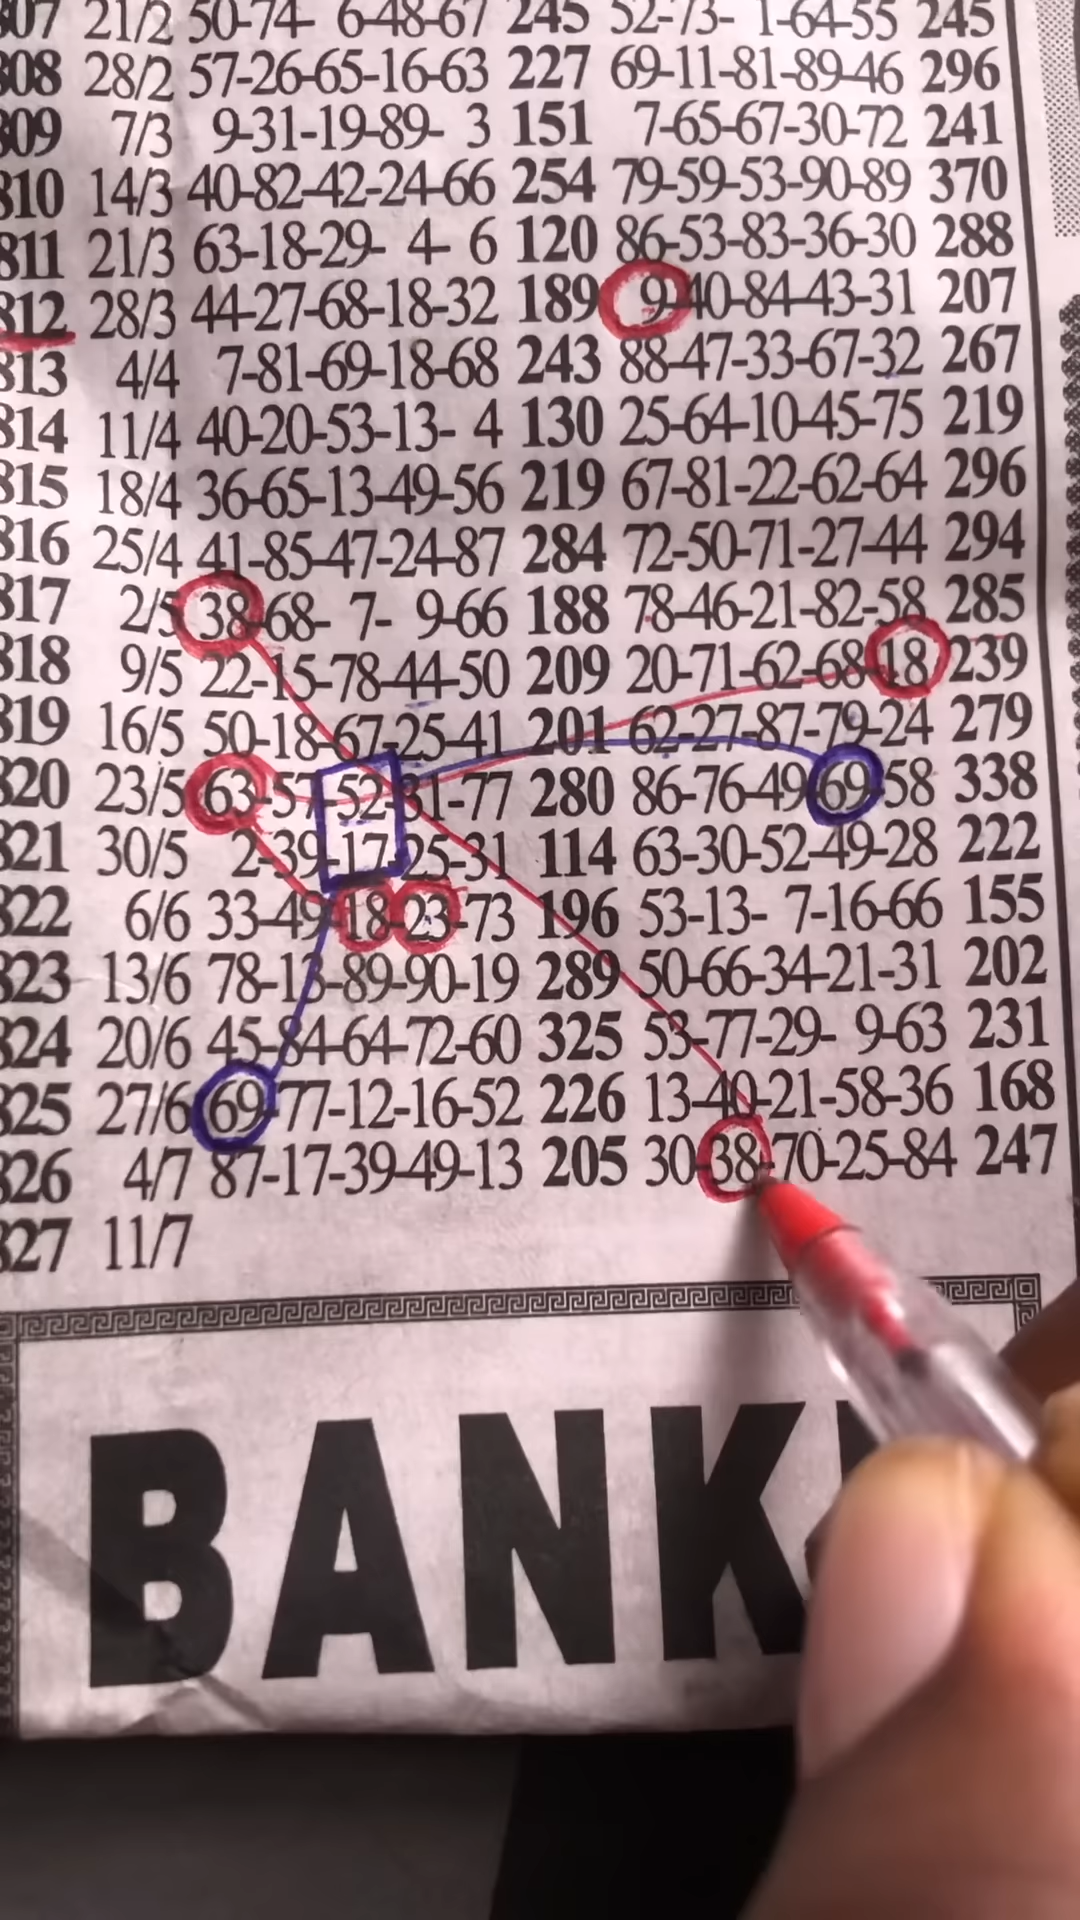 807 21/2 50-74- 6-48-67 245 52-73- 1-64-55 245
808 28/2 57-26-65-16-63 227 69-11-81-89-46 296
809 7/3 9-31-19-89- 3 151 7-65-67-30-72 241
810 14/3 40-82-42-24-66 254 79-59-53-90-89 370
811 21/3 63-18-29- 4- 6 120 86-53-83-36-30 288
812 28/3 44-27-68-18-32 189 9-40-84-43-31 207
813 4/4 7-81-69-18-68 243 88-47-33-67-32 267
814 11/4 40-20-53-13- 4 130 25-64-10-45-75 219
815 18/4 36-65-13-49-56 219 67-81-22-62-64 296
816 25/4 41-85-47-24-87 284 72-50-71-27-44 294
817 2/5 38-68- 7- 9-66 188 78-46-21-82-58 285
818 9/5 22-15-78-44-50 209 20-71-62-68-18 239
819 16/5 50-18-67-25-41 201 62-27-87-79-24 279
820 23/5 63-57-52-31-77 280 86-76-49-69-58 338
821 30/5 2-39-17-25-31 114 63-30-52-49-28 222
822 6/6 33-49-18-23-73 196 53-13- 7-16-66 155
823 13/6 78-13-89-90-19 289 50-66-34-21-31 202
824 20/6 45-84-64-72-60 325 53-77-29- 9-63 231
825 27/6 69-77-12-16-52 226 13-40-21-58-36 168
826 4/7 87-17-39-49-13 205 30-38-70-25-84 247
827 11/7
BANK